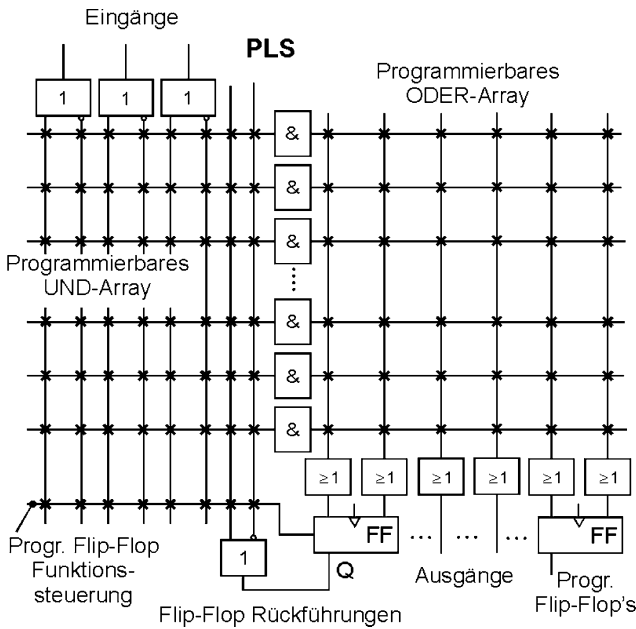 Eingänge
PLS
Programmierbares
ODER-Array
1 1 1
&
&
&
Programmierbares
UND-Array
&
&
&
≥1 ≥1 ≥1 ≥1 ≥1 ≥1
FF ... ... ... FF
Progr. Flip-Flop
Funktions-
steuerung
1
Q
Ausgänge
Progr.
Flip-Flop's
Flip-Flop Rückführungen